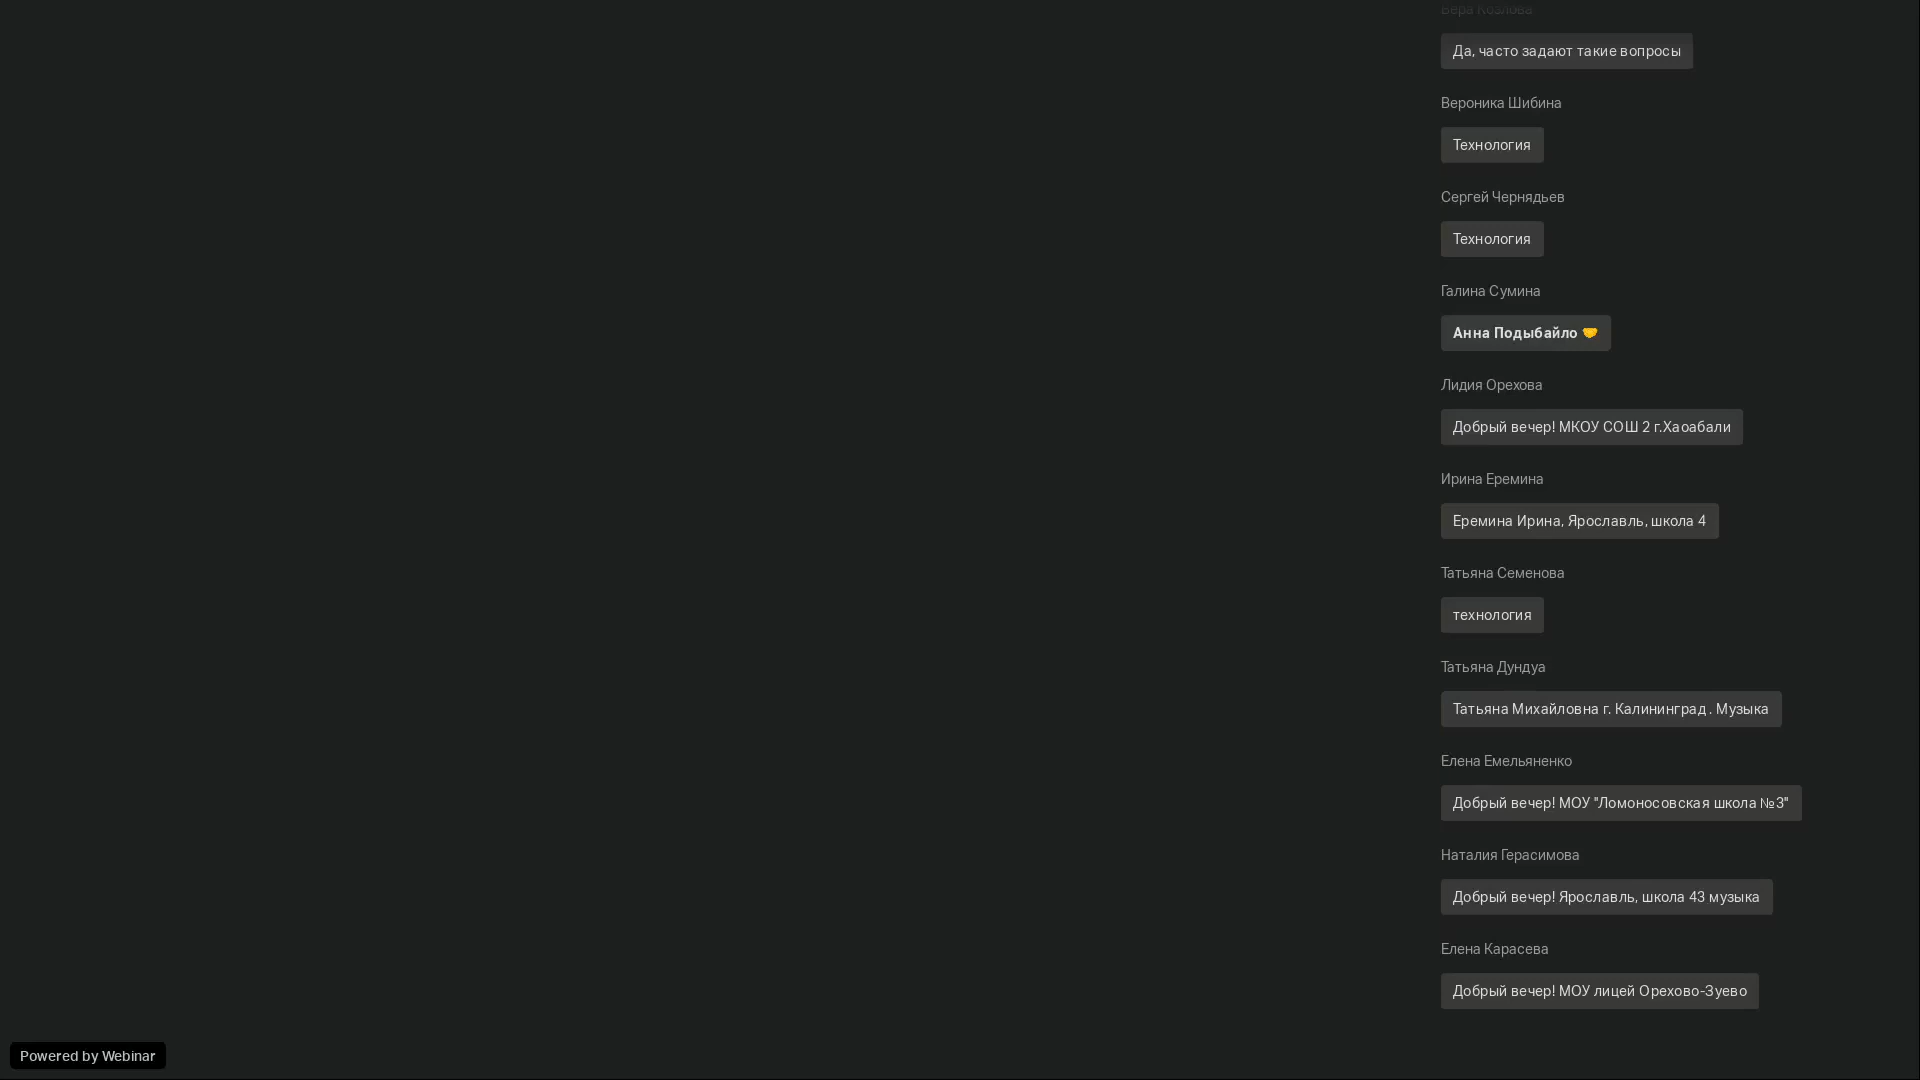 Вера Козлова
Да, часто задают такие вопросы
Вероника Шибина
Технология
Сергей Чернядьев
Технология
Галина Сумина
Анна Подыбайло 🤝
Лидия Орехова
Добрый вечер! МКОУ СОШ 2 г.Хаоабали
Ирина Еремина
Еремина Ирина, Ярославль, школа 4
Татьяна Семенова
технология
Татьяна Дундуа
Татьяна Михайловна г. Калининград . Музыка
Елена Емельяненко
Добрый вечер! МОУ "Ломоносовская школа №3"
Наталия Герасимова
Добрый вечер! Ярославль, школа 43 музыка
Елена Карасева
Добрый вечер! МОУ лицей Орехово-Зуево
Powered by Webinar